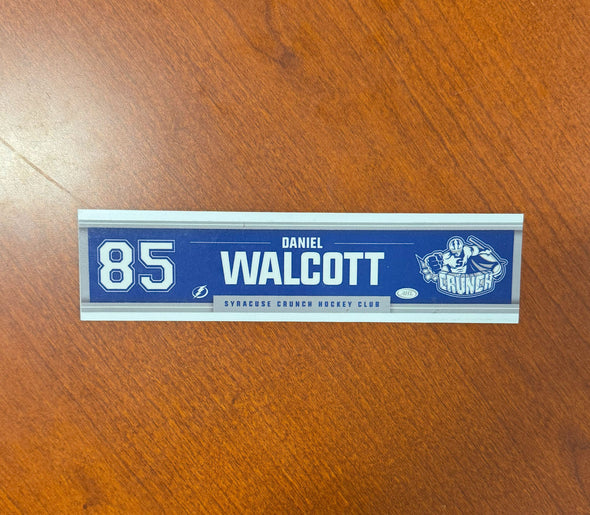 85
DANIEL
WALCOTT
SYRACUSE CRUNCH HOCKEY CLUB
CRUNCH